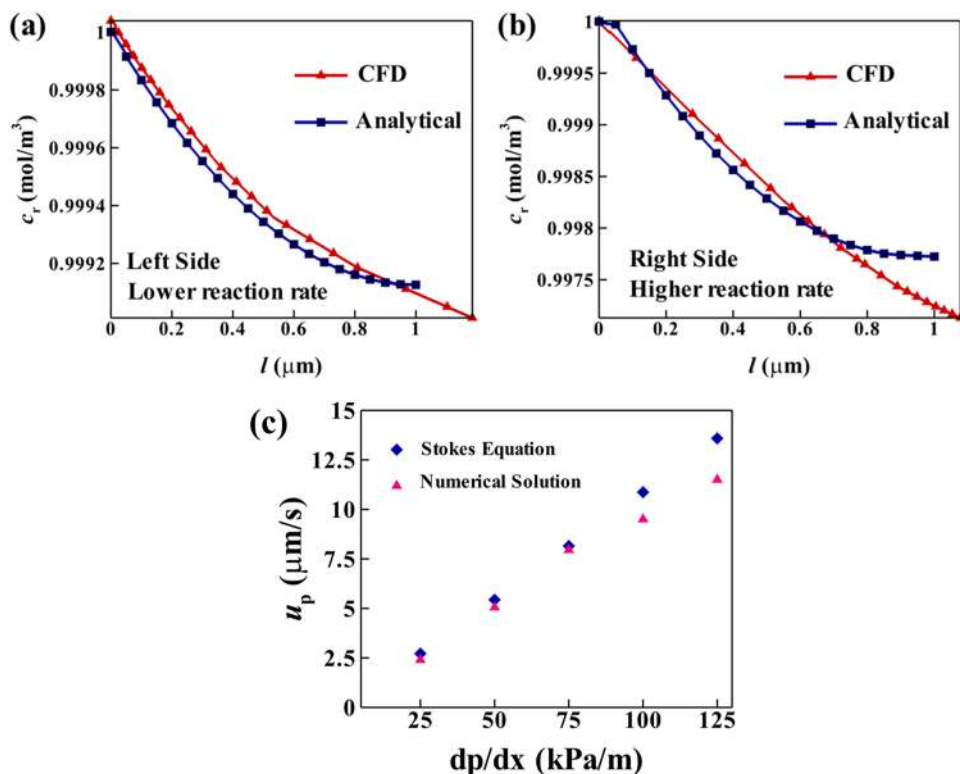 (a)
1
0.9998
0.9996
0.9994
0.9992
c_r (mol/m³)
CFD
Analytical
Left Side
Lower reaction rate
0 0.2 0.4 0.6 0.8 1
l (μm)
(b)
1
0.9995
0.999
0.9985
0.998
0.9975
c_r (mol/m³)
CFD
Analytical
Right Side
Higher reaction rate
0 0.2 0.4 0.6 0.8 1
l (μm)
(c)
15
12.5
10
7.5
5
2.5
0
u_p (μm/s)
Stokes Equation
Numerical Solution
25 50 75 100 125
dp/dx (kPa/m)